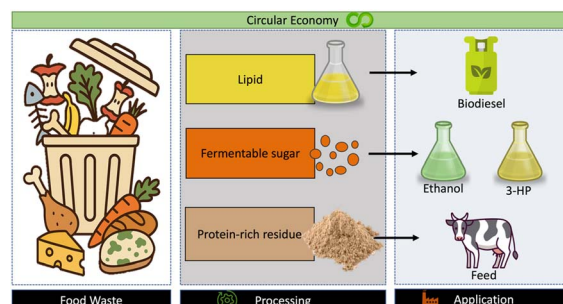 Circular Economy
Lipid
Biodiesel
Fermentable sugar
Ethanol
3-HP
Protein-rich residue
Feed
Food Waste
Processing
Application